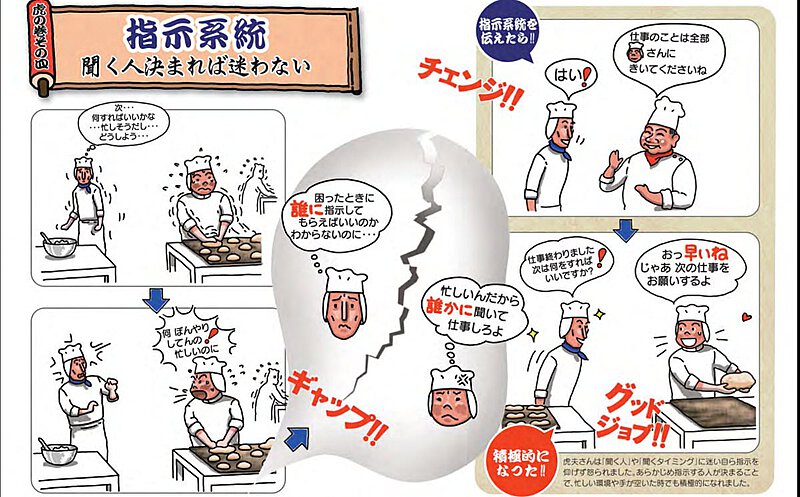 虎の巻その四
指示系統
聞く人決まれば迷わない
次・・・
何すればいいかな
・・・忙しそうだし・・・
どうしよう・・・
何 ぼんやり
してんの
忙しいのに
!
困ったときに
誰に指示して
もらえばいいのか
わからないのに・・・
忙しいんだから
誰かに聞いて
仕事しろよ
ギャップ!!
指示系統を
伝えたら!!
チェンジ!!
はい!
仕事のことは全部
さんに
きいてくださいね
仕事終わりました!
次は何をすれば
いいですか?
おっ早いね
じゃあ 次の仕事を
お願いするよ
グッド
ジョブ!!
積極的に
なった!!
虎夫さんは「聞く人」や「聞くタイミング」に迷い自ら指示を
仰げず怒られました。あらかじめ指示する人が決まること
で、忙しい環境や手が空いた時でも積極的になれました。